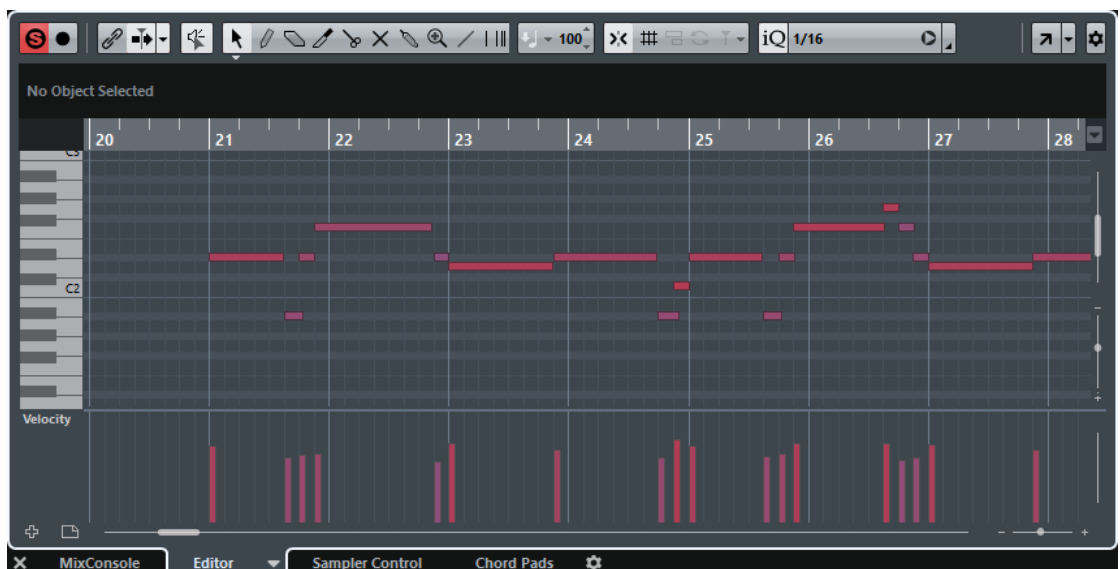 S
100
iQ 1/16
No Object Selected
20 21 22 23 24 25 26 27 28
C3
C2
Velocity
MixConsole Editor Sampler Control Chord Pads